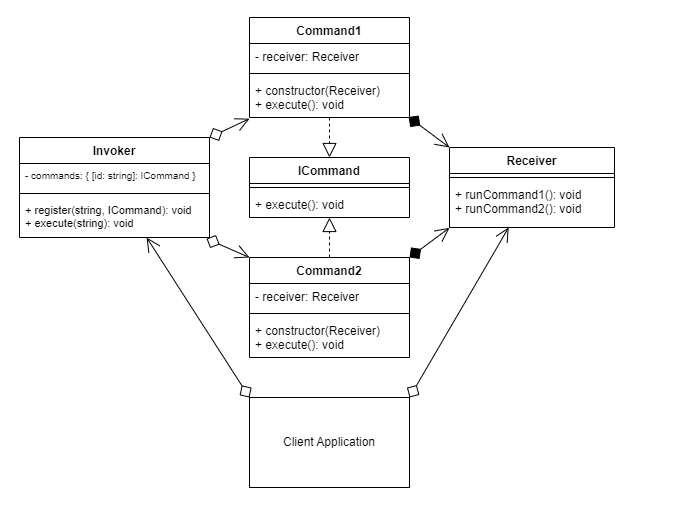 Command1
- receiver: Receiver
+ constructor(Receiver)
+ execute(): void
Invoker
- commands: { [id: string]: ICommand }
+ register(string, ICommand): void
+ execute(string): void
ICommand
+ execute(): void
Receiver
+ runCommand1(): void
+ runCommand2(): void
Command2
- receiver: Receiver
+ constructor(Receiver)
+ execute(): void
Client Application